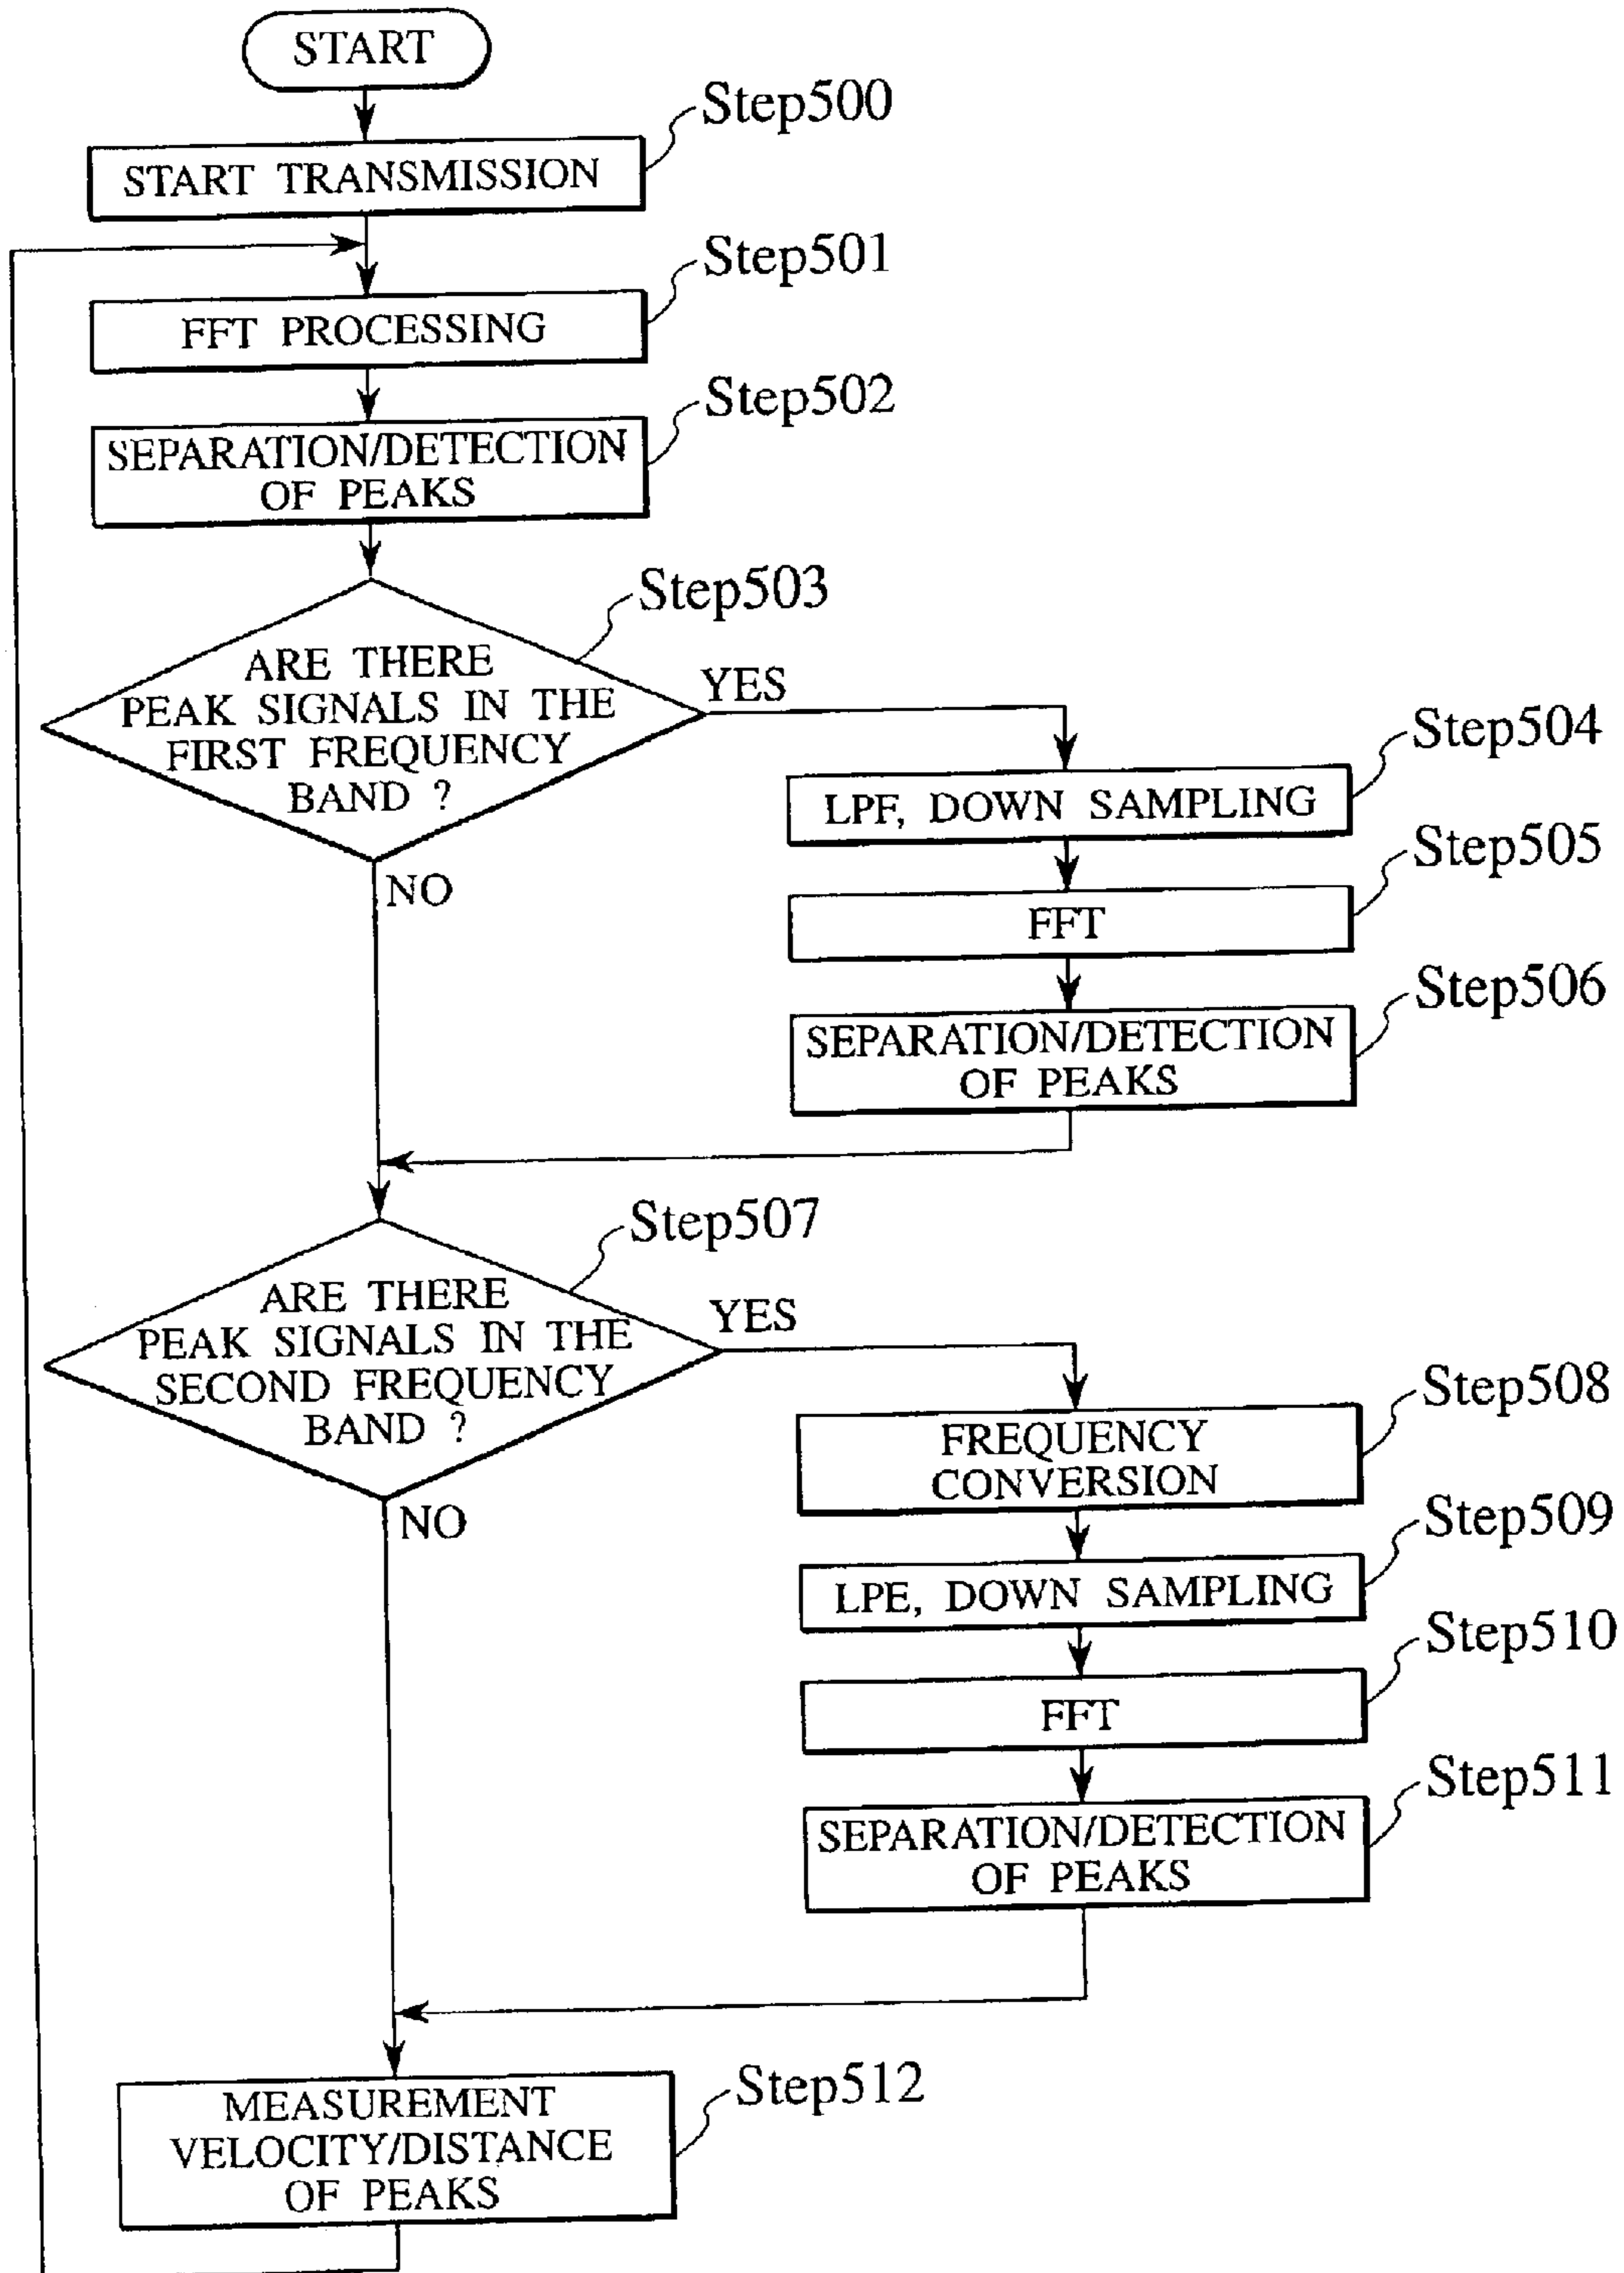 START
Step500
START TRANSMISSION
Step501
FFT PROCESSING
Step502
SEPARATION/DETECTION
OF PEAKS
Step503
ARE THERE
PEAK SIGNALS IN THE
FIRST FREQUENCY
BAND ?
YES
NO
Step504
LPF, DOWN SAMPLING
Step505
FFT
Step506
SEPARATION/DETECTION
OF PEAKS
Step507
ARE THERE
PEAK SIGNALS IN THE
SECOND FREQUENCY
BAND ?
YES
NO
Step508
FREQUENCY
CONVERSION
Step509
LPE, DOWN SAMPLING
Step510
FFT
Step511
SEPARATION/DETECTION
OF PEAKS
Step512
MEASUREMENT
VELOCITY/DISTANCE
OF PEAKS